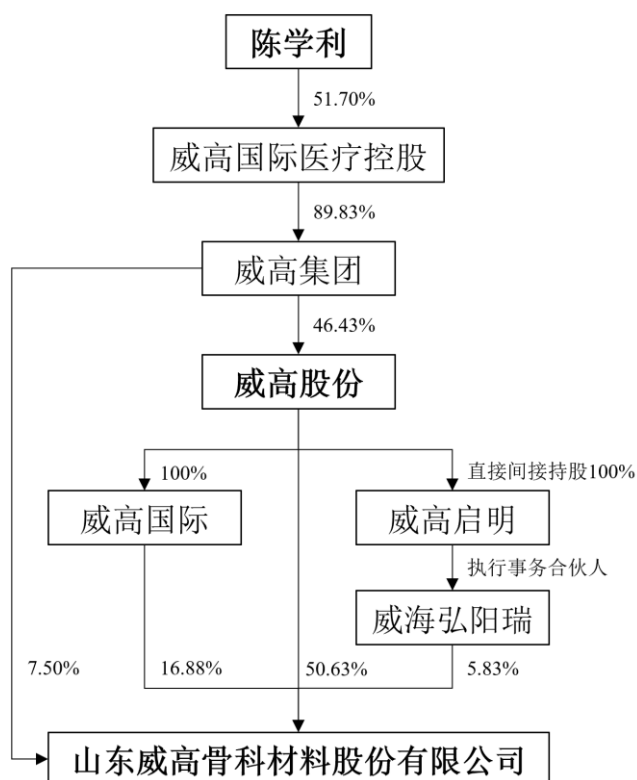 陈学利
51.70%
威高国际医疗控股
89.83%
威高集团
46.43%
威高股份
100%
直接间接持股100%
威高国际
威高启明
执行事务合伙人
威海弘阳瑞
7.50%
16.88%
50.63%
5.83%
山东威高骨科材料股份有限公司